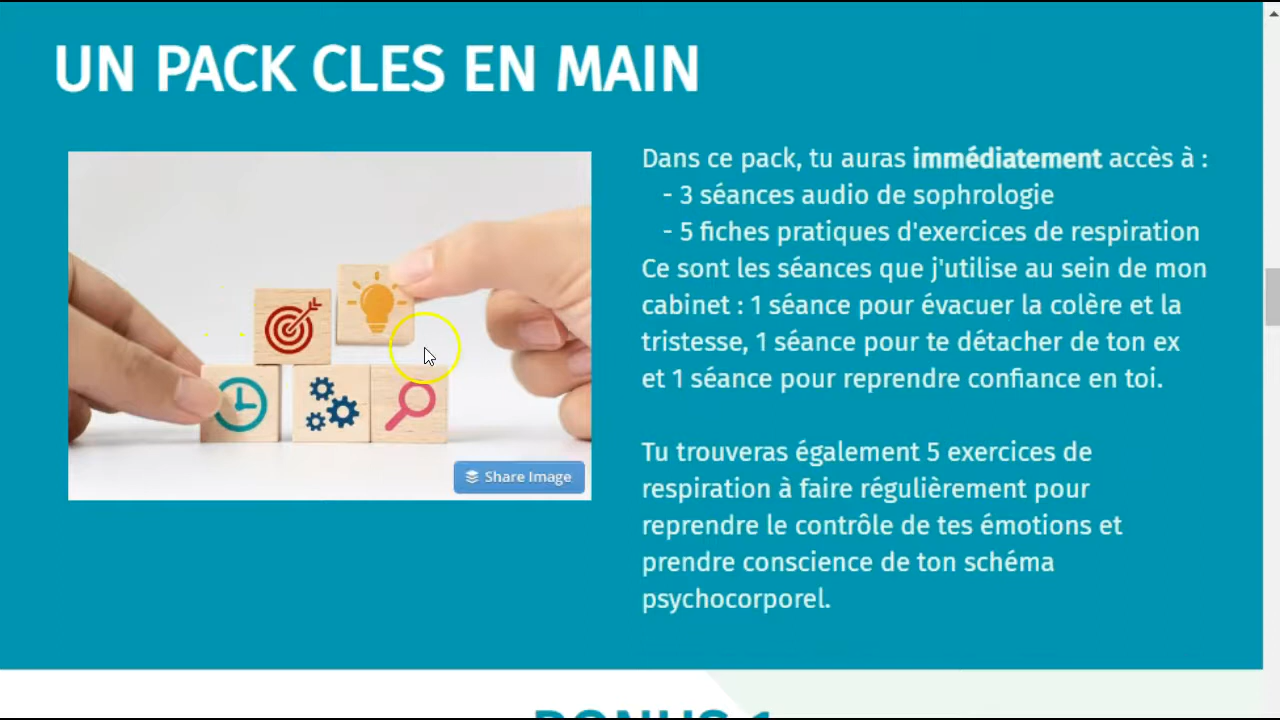 UN PACK CLES EN MAIN
Dans ce pack, tu auras immédiatement accès à :
- 3 séances audio de sophrologie
- 5 fiches pratiques d'exercices de respiration
Ce sont les séances que j'utilise au sein de mon
cabinet : 1 séance pour évacuer la colère et la
tristesse, 1 séance pour te détacher de ton ex
et 1 séance pour reprendre confiance en toi.
Tu trouveras également 5 exercices de
respiration à faire régulièrement pour
reprendre le contrôle de tes émotions et
prendre conscience de ton schéma
psychocorporel.
Share Image
BONUS 1